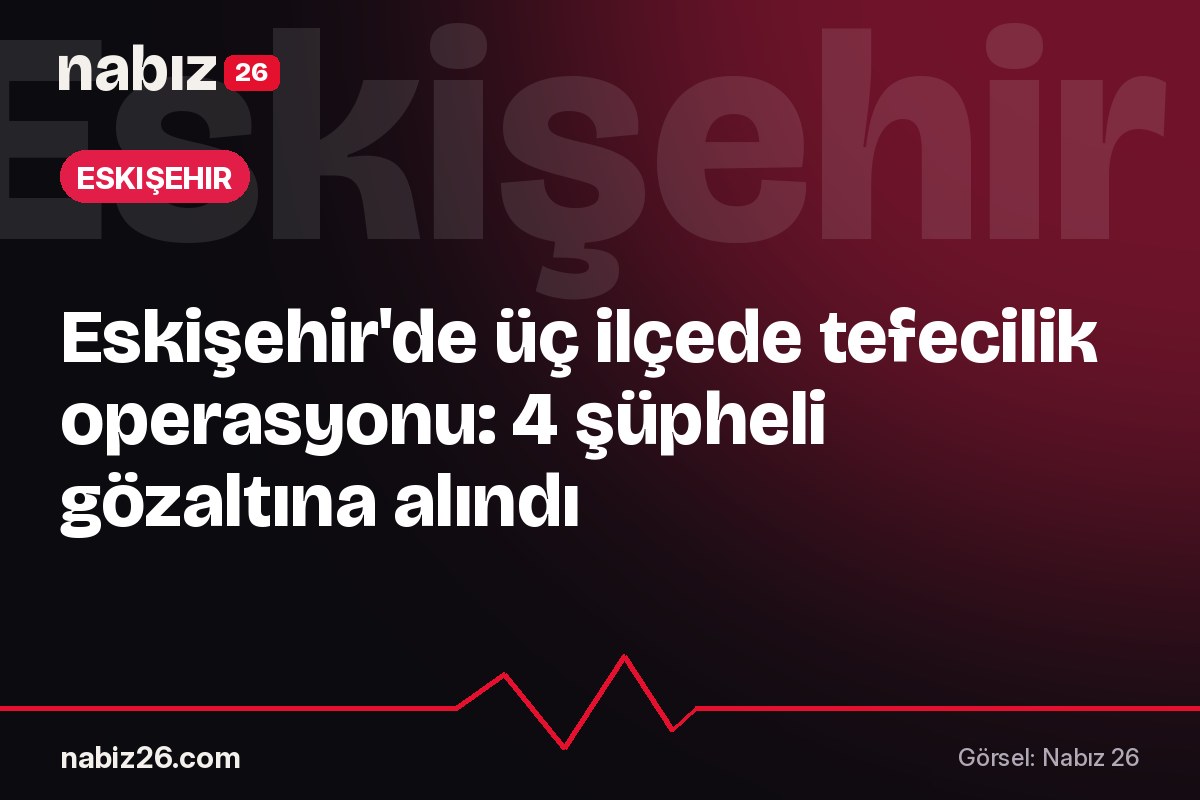 Eskişehir
nabız 26
ESKIŞEHIR
Eskişehir'de üç ilçede tefecilik
operasyonu: 4 şüpheli
gözaltına alındı
nabiz26.com
Görsel: Nabız 26